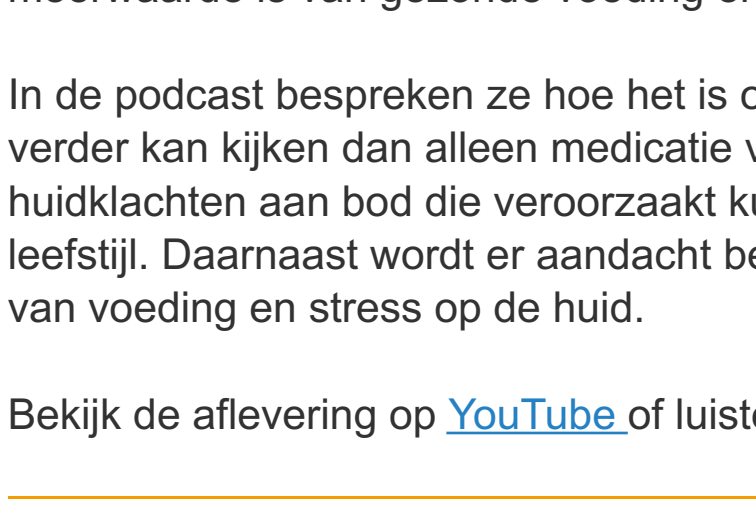 In de podcast bespreken ze hoe het is
verder kan kijken dan alleen medicatie
huidklachten aan bod die veroorzaakt
leefstijl. Daarnaast wordt er aandacht
van voeding en stress op de huid.
Bekijk de aflevering op YouTube of